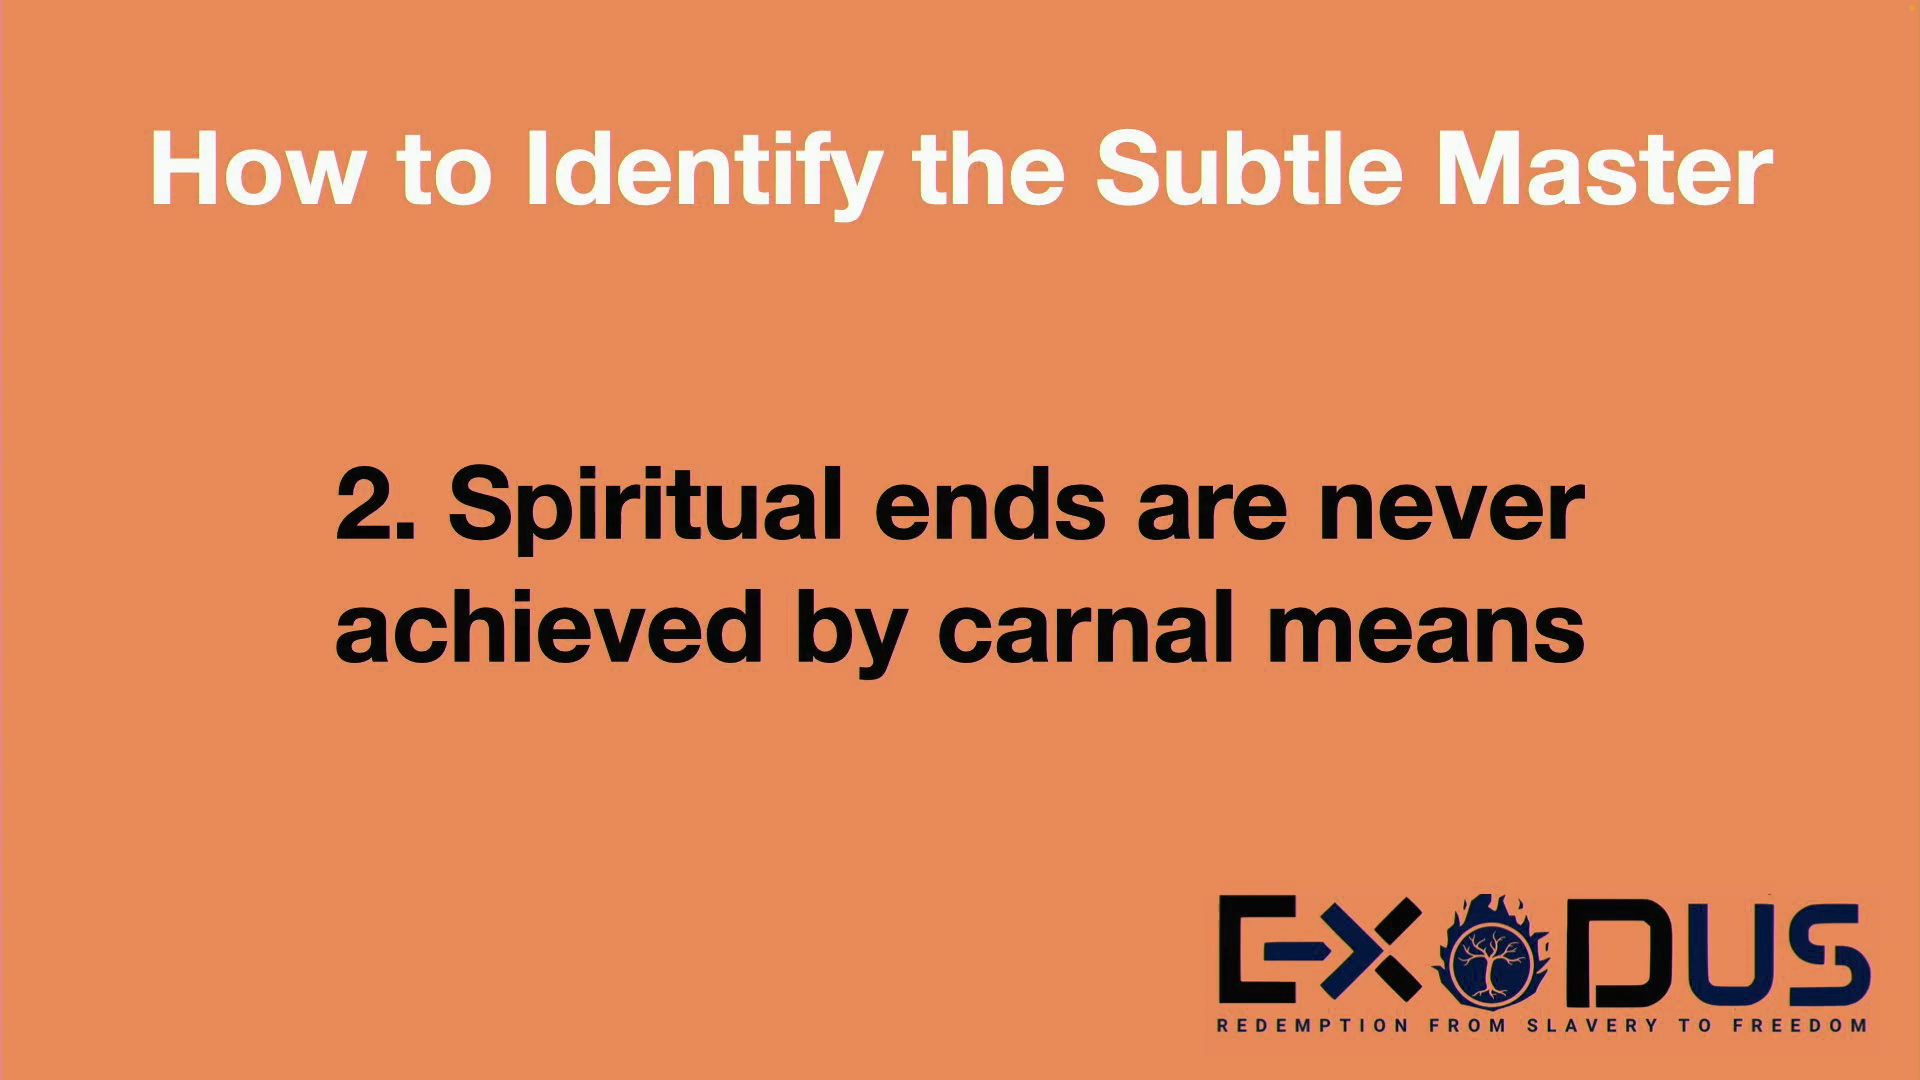 How to Identify the Subtle Master
2. Spiritual ends are never
achieved by carnal means
EXODUS
REDEMPTION FROM SLAVERY TO FREEDOM